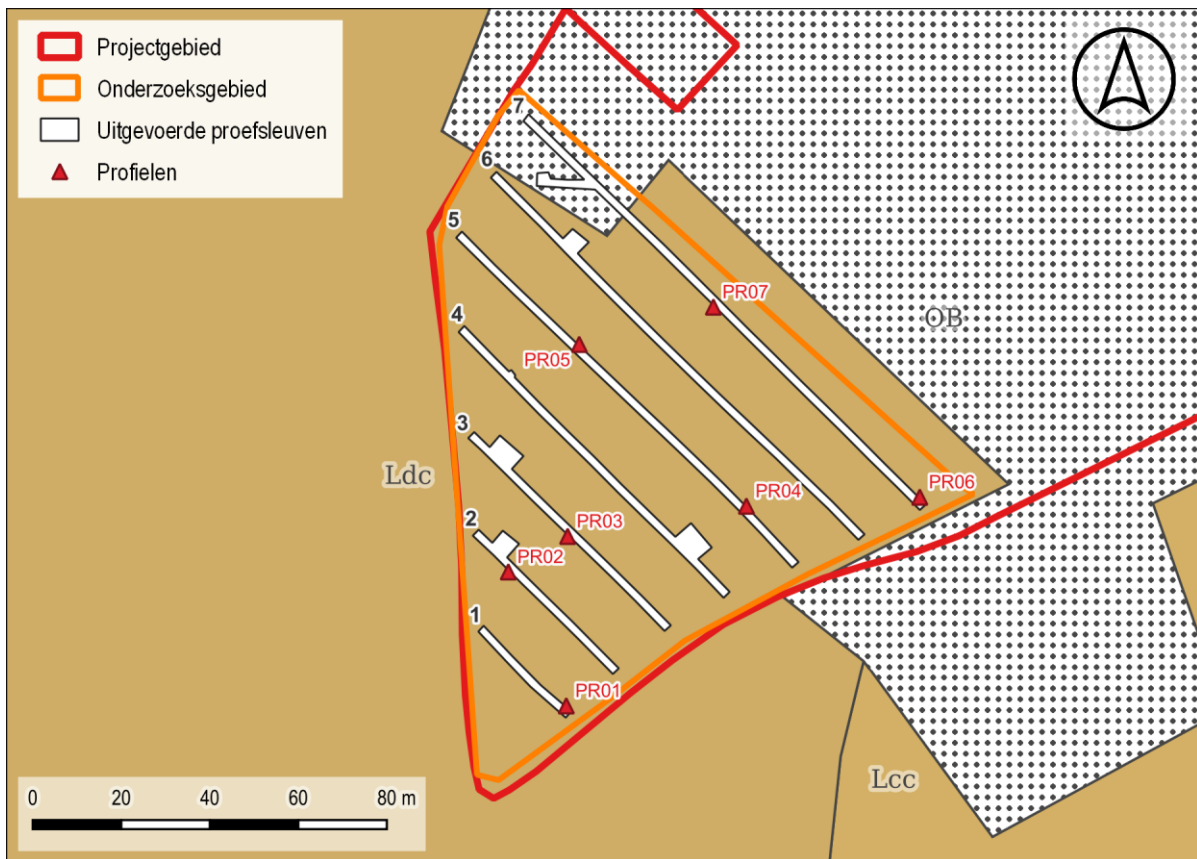 Projectgebied
Onderzoeksgebied
Uitgevoerde proefsleuven
Profielen
7
6
5
PR07
OB
4
PR05
3
Ldc
PR06
PR04
2
PR03
PR02
1
PR01
Lcc
0 20 40 60 80 m